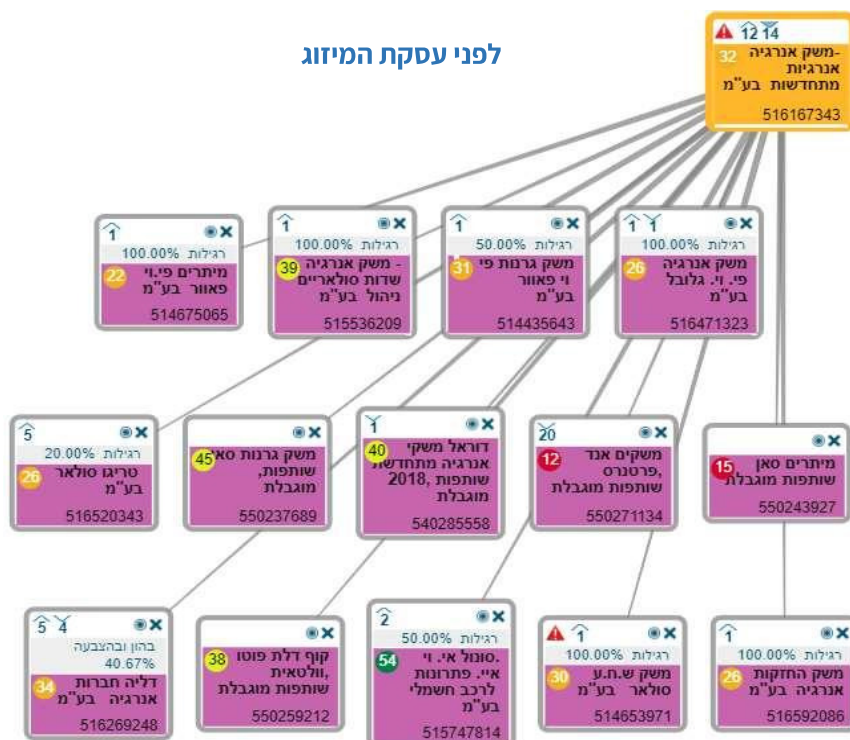 לפני עסקת המיזוג
12 14
32 משק אנרגיה-
אנרגיות
מתחדשות בע"מ
516167343
1
רגילות 100.00%
22 מיתרים פי.וי
פאוור בע"מ
514675065
1
רגילות 100.00%
39 משק אנרגיה -
שדות סולאריים
ניהול בע"מ
515536209
1
רגילות 50.00%
31 משק גרנות פי
וי פאוור
בע"מ
514435643
1 1
רגילות 100.00%
26 משק אנרגיה
פי. וי. גלובל
בע"מ
516471323
5
רגילות 20.00%
26 טריגו סולאר
בע"מ
516520343
45 משק גרנות סאן
שותפות,
מוגבלת
550237689
1
40 דוראל משקי
אנרגיה מתחדשת
שותפות ,2018
מוגבלת
540285558
20
12 משקים אנד
פרטנרס,
שותפות מוגבלת
550271134
15 מיתרים סאן
שותפות מוגבלת
550243927
5 4
בהון ובהצבעה
40.67%
34 דליה חברות
אנרגיה בע"מ
516269248
38 קוף דלת פוטו
וולטאית,
שותפות מוגבלת
550259212
2
רגילות 50.00%
54 סונול אי. וי.
איי. פתרונות
לרכב חשמלי
בע"מ
515747814
1
רגילות 100.00%
30 משק ש.ח.ע
סולאר בע"מ
514653971
1
רגילות 100.00%
26 משק החזקות
אנרגיה בע"מ
516592086